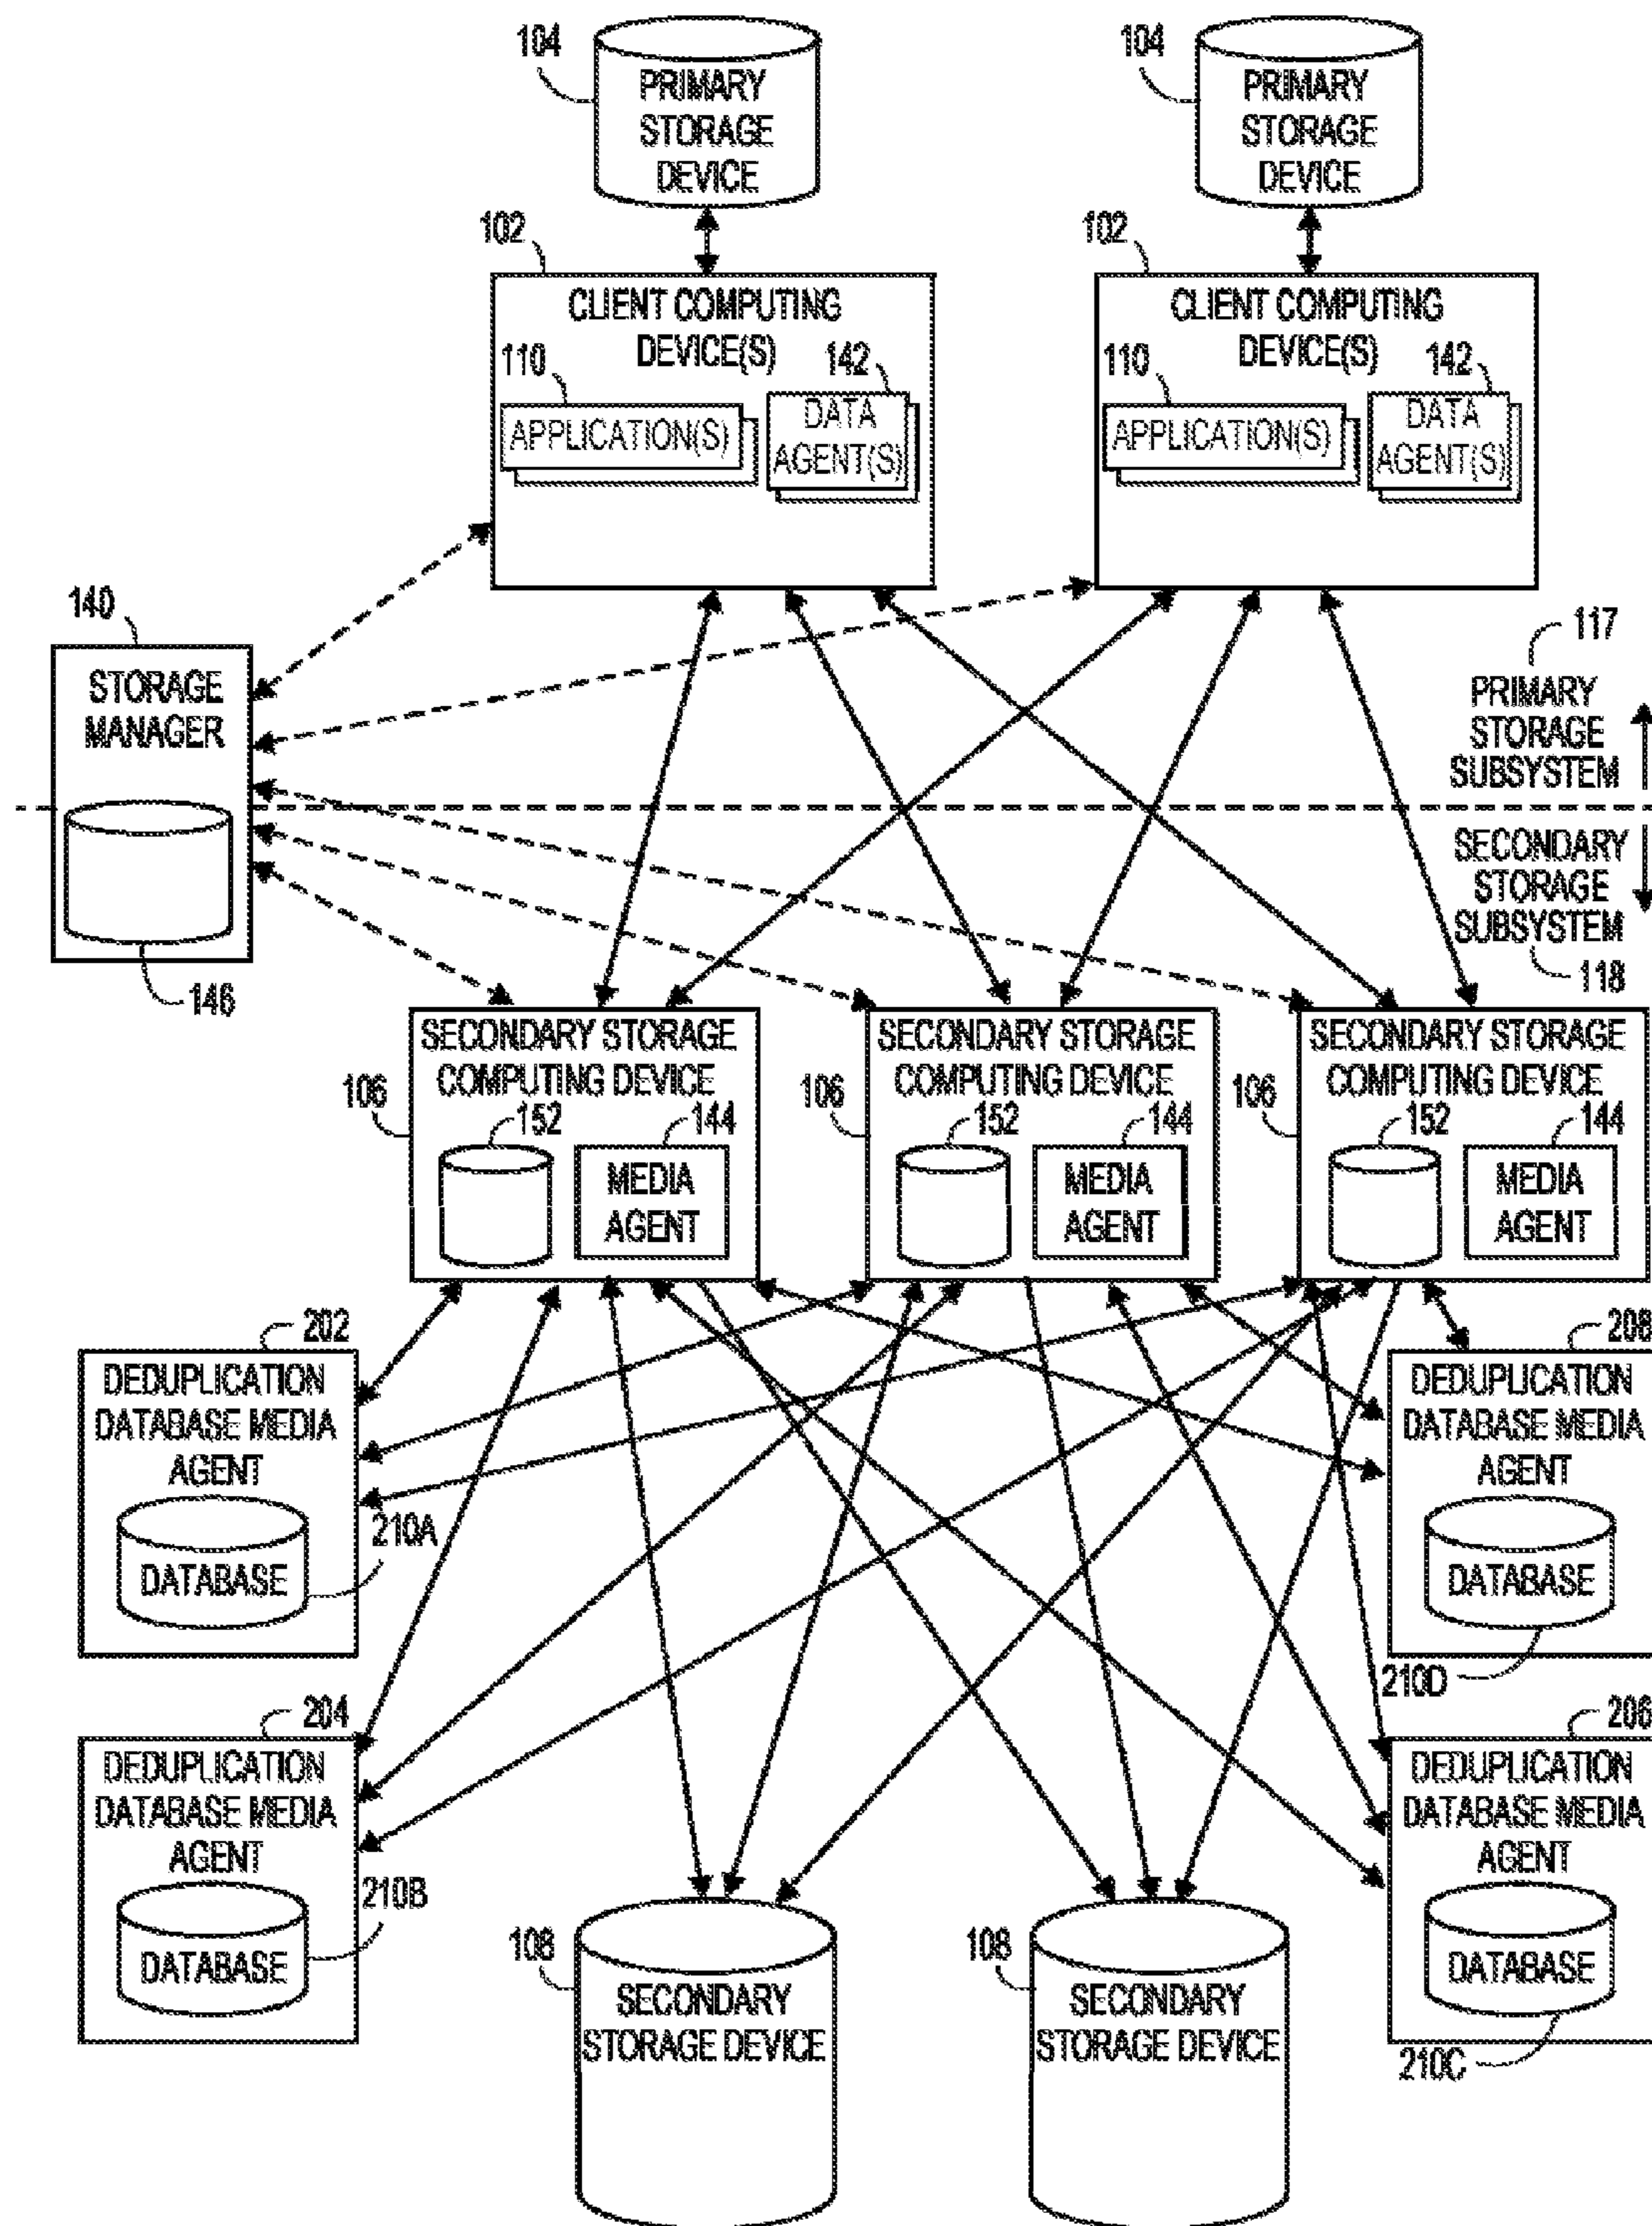 104
PRIMARY
STORAGE
DEVICE
104
PRIMARY
STORAGE
DEVICE
102
CLIENT COMPUTING
DEVICE(S)
110
142
APPLICATION(S)
DATA
AGENT(S)
102
CLIENT COMPUTING
DEVICE(S)
110
142
APPLICATION(S)
DATA
AGENT(S)
140
STORAGE
MANAGER
146
117
PRIMARY
STORAGE
SUBSYSTEM
SECONDARY
STORAGE
SUBSYSTEM
118
SECONDARY STORAGE
COMPUTING DEVICE
106
152
144
MEDIA
AGENT
SECONDARY STORAGE
COMPUTING DEVICE
106
152
144
MEDIA
AGENT
SECONDARY STORAGE
COMPUTING DEVICE
106
152
144
MEDIA
AGENT
202
DEDUPLICATION
DATABASE MEDIA
AGENT
210A
DATABASE
208
DEDUPLICATION
DATABASE MEDIA
AGENT
DATABASE
210D
204
DEDUPLICATION
DATABASE MEDIA
AGENT
210B
DATABASE
206
DEDUPLICATION
DATABASE MEDIA
AGENT
DATABASE
210C
108
SECONDARY
STORAGE DEVICE
108
SECONDARY
STORAGE DEVICE